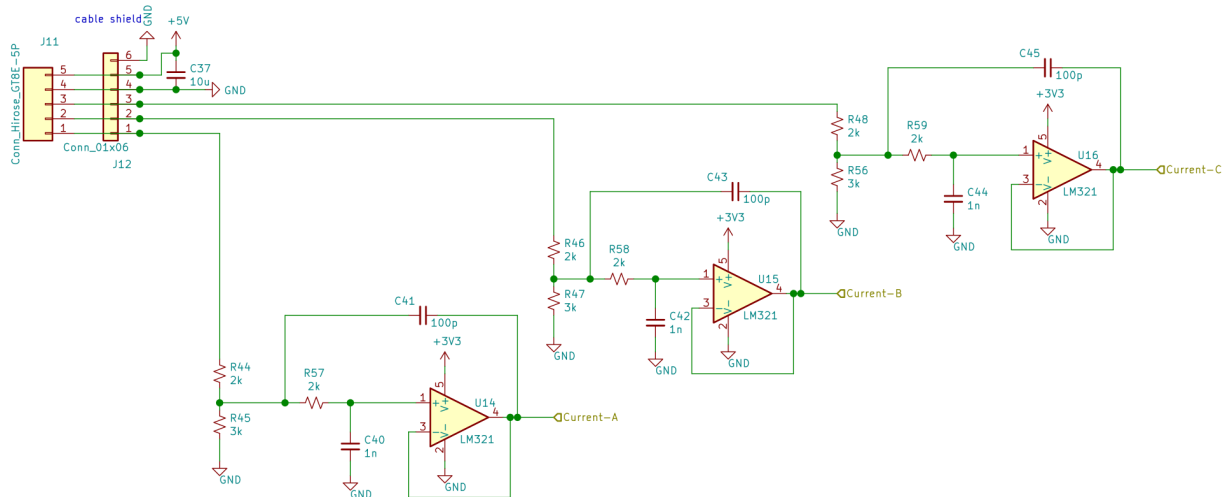 cable shield
GND
+5V
J11
Conn_Hirose_GT8E-5P
5
4
3
2
1
6
5
4
3
2
1
Conn_01x06
J12
C37
10u
GND
C45
100p
+3V3
R48
2k
R59
2k
R56
3k
GND
C44
1n
GND
1
3
5
2
4
+
-
V+
V-
U16
LM321
GND
Current-C
C43
100p
+3V3
R46
2k
R58
2k
R47
3k
GND
C42
1n
GND
1
3
5
2
4
+
-
V+
V-
U15
LM321
GND
Current-B
C41
100p
+3V3
R44
2k
R57
2k
R45
3k
GND
C40
1n
GND
1
3
5
2
4
+
-
V+
V-
U14
LM321
GND
Current-A